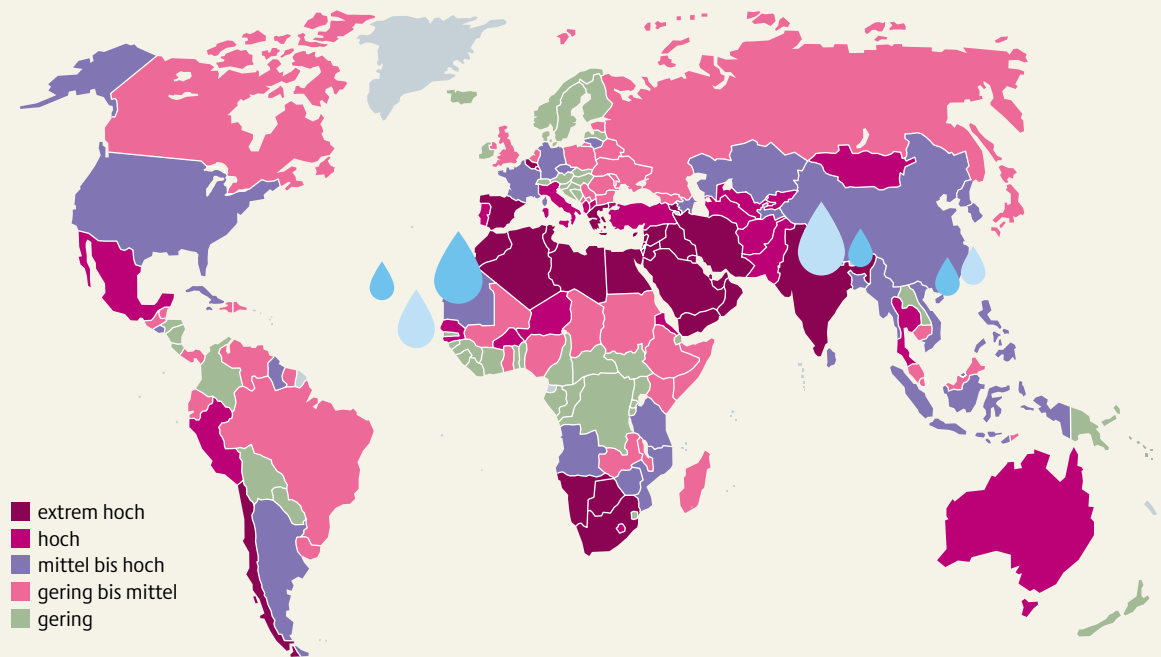 extrem hoch
hoch
mittel bis hoch
gering bis mittel
gering